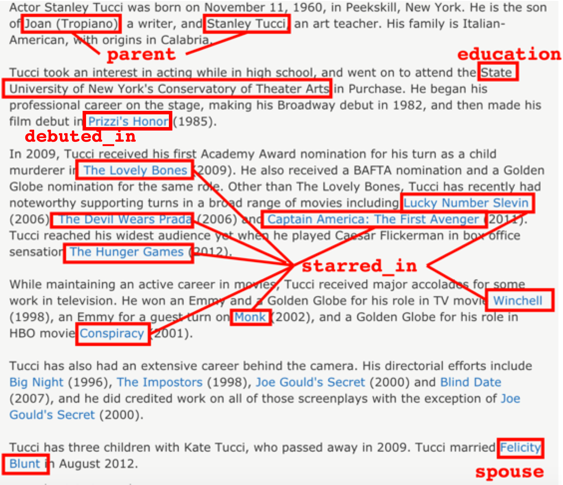 Actor Stanley Tucci was born on November 11, 1960, in Peekskill, New York. He is the son
of Joan (Tropiano) a writer, and Stanley Tucci an art teacher. His family is Italian-
American, with origins in Calabria.
parent
education
Tucci took an interest in acting while in high school, and went on to attend the State
University of New York's Conservatory of Theater Arts in Purchase. He began his
professional career on the stage, making his Broadway debut in 1982, and then made his
film debut in Prizzi's Honor (1985).
debuted_in
In 2009, Tucci received his first Academy Award nomination for his turn as a child
murderer in The Lovely Bones (2009). He also received a BAFTA nomination and a Golden
Globe nomination for the same role. Other than The Lovely Bones, Tucci has recently had
noteworthy supporting turns in a broad range of movies including Lucky Number Slevin
(2006) The Devil Wears Prada (2006) and Captain America: The First Avenger (2011).
Tucci reached his widest audience yet when he played Caesar Flickerman in box office
sensation The Hunger Games (2012).
starred_in
While maintaining an active career in movies, Tucci received major accolades for some
work in television. He won an Emmy and a Golden Globe for his role in TV movie Winchell
(1998), an Emmy for a guest turn on Monk (2002), and a Golden Globe for his role in
HBO movie Conspiracy (2001).
Tucci has also had an extensive career behind the camera. His directorial efforts include
Big Night (1996), The Impostors (1998), Joe Gould's Secret (2000) and Blind Date
(2007), and he did credited work on all of those screenplays with the exception of Joe
Gould's Secret (2000).
Tucci has three children with Kate Tucci, who passed away in 2009. Tucci married Felicity
Blunt in August 2012.
spouse